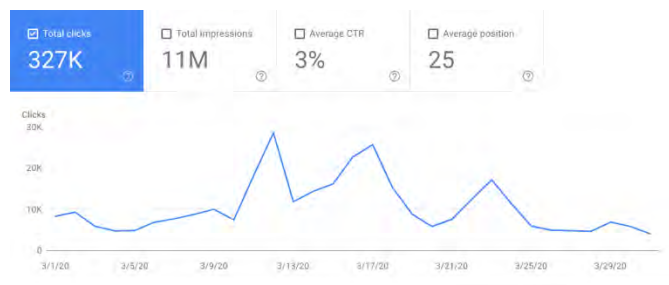 Total clicks
327K
Total impressions
11M
Average CTR
3%
Average position
25
Clicks
30K
20K
10K
0
3/1/20 3/5/20 3/9/20 3/13/20 3/17/20 3/21/20 3/25/20 3/29/20